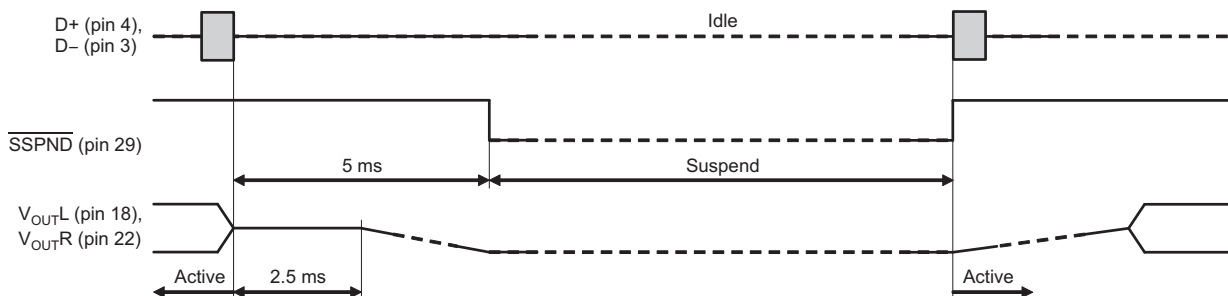 D+ (pin 4),
D− (pin 3)
Idle
SSPND (pin 29)
5 ms
Suspend
VOUTL (pin 18),
VOUTR (pin 22)
Active
2.5 ms
Active